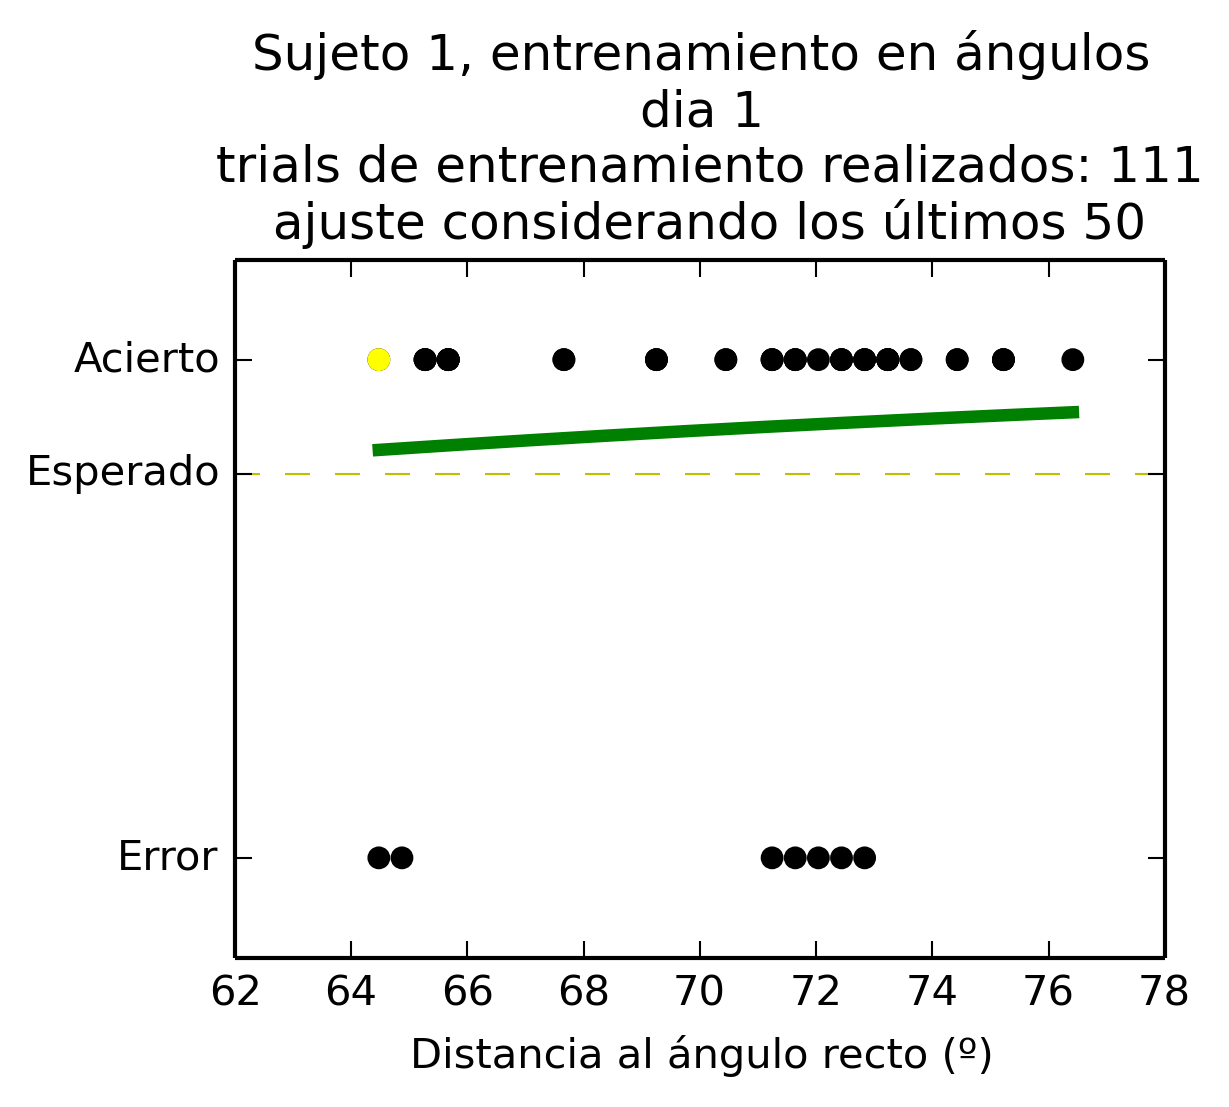 Sujeto 1, entrenamiento en ángulos
dia 1
trials de entrenamiento realizados: 111
ajuste considerando los últimos 50
Acierto
Esperado
Error
62 64 66 68 70 72 74 76 78
Distancia al ángulo recto (º)